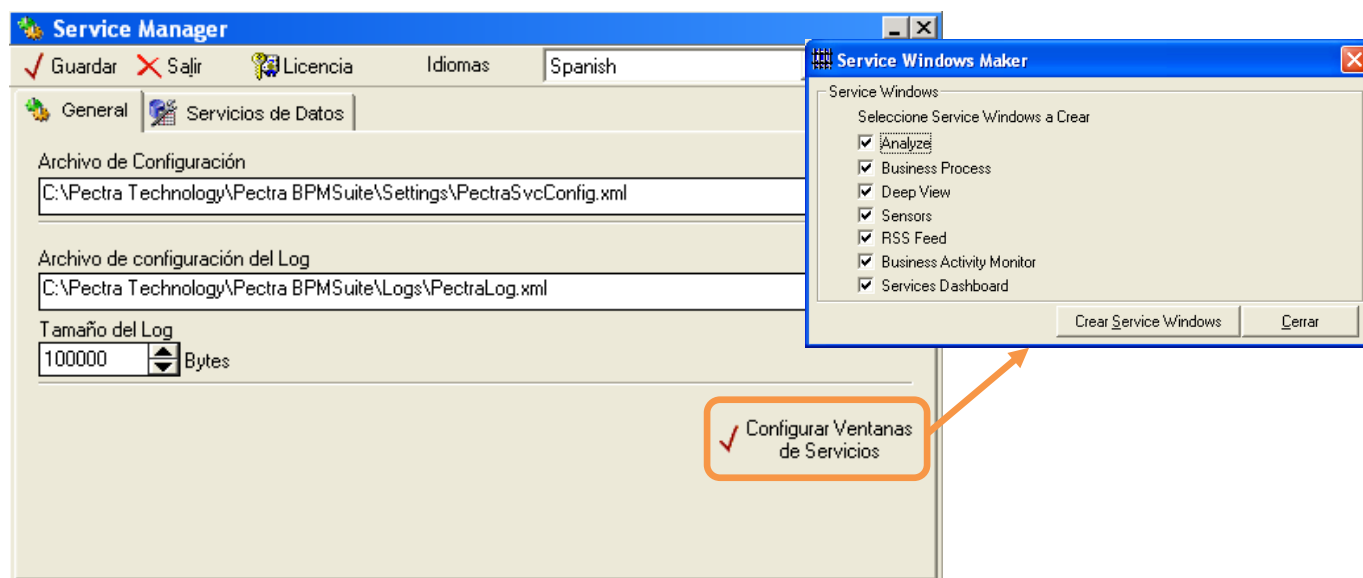 Service Manager
Guardar Salir Licencia Idiomas Spanish
General Servicios de Datos
Archivo de Configuración
C:\Pectra Technology\Pectra BPMSuite\Settings\PectraSvcConfig.xml
Archivo de configuración del Log
C:\Pectra Technology\Pectra BPMSuite\Logs\PectraLog.xml
Tamaño del Log
100000 Bytes
Configurar Ventanas
de Servicios
Service Windows Maker
Service Windows
Seleccione Service Windows a Crear
Analyze
Business Process
Deep View
Sensors
RSS Feed
Business Activity Monitor
Services Dashboard
Crear Service Windows Cerrar